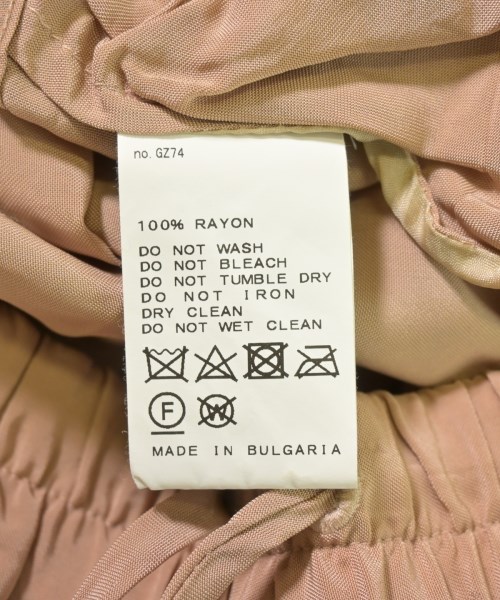 no. GZ74
100% RAYON
DO NOT WASH
DO NOT BLEACH
DO NOT TUMBLE DRY
DO NOT IRON
DRY CLEAN
DO NOT WET CLEAN
F W
MADE IN BULGARIA